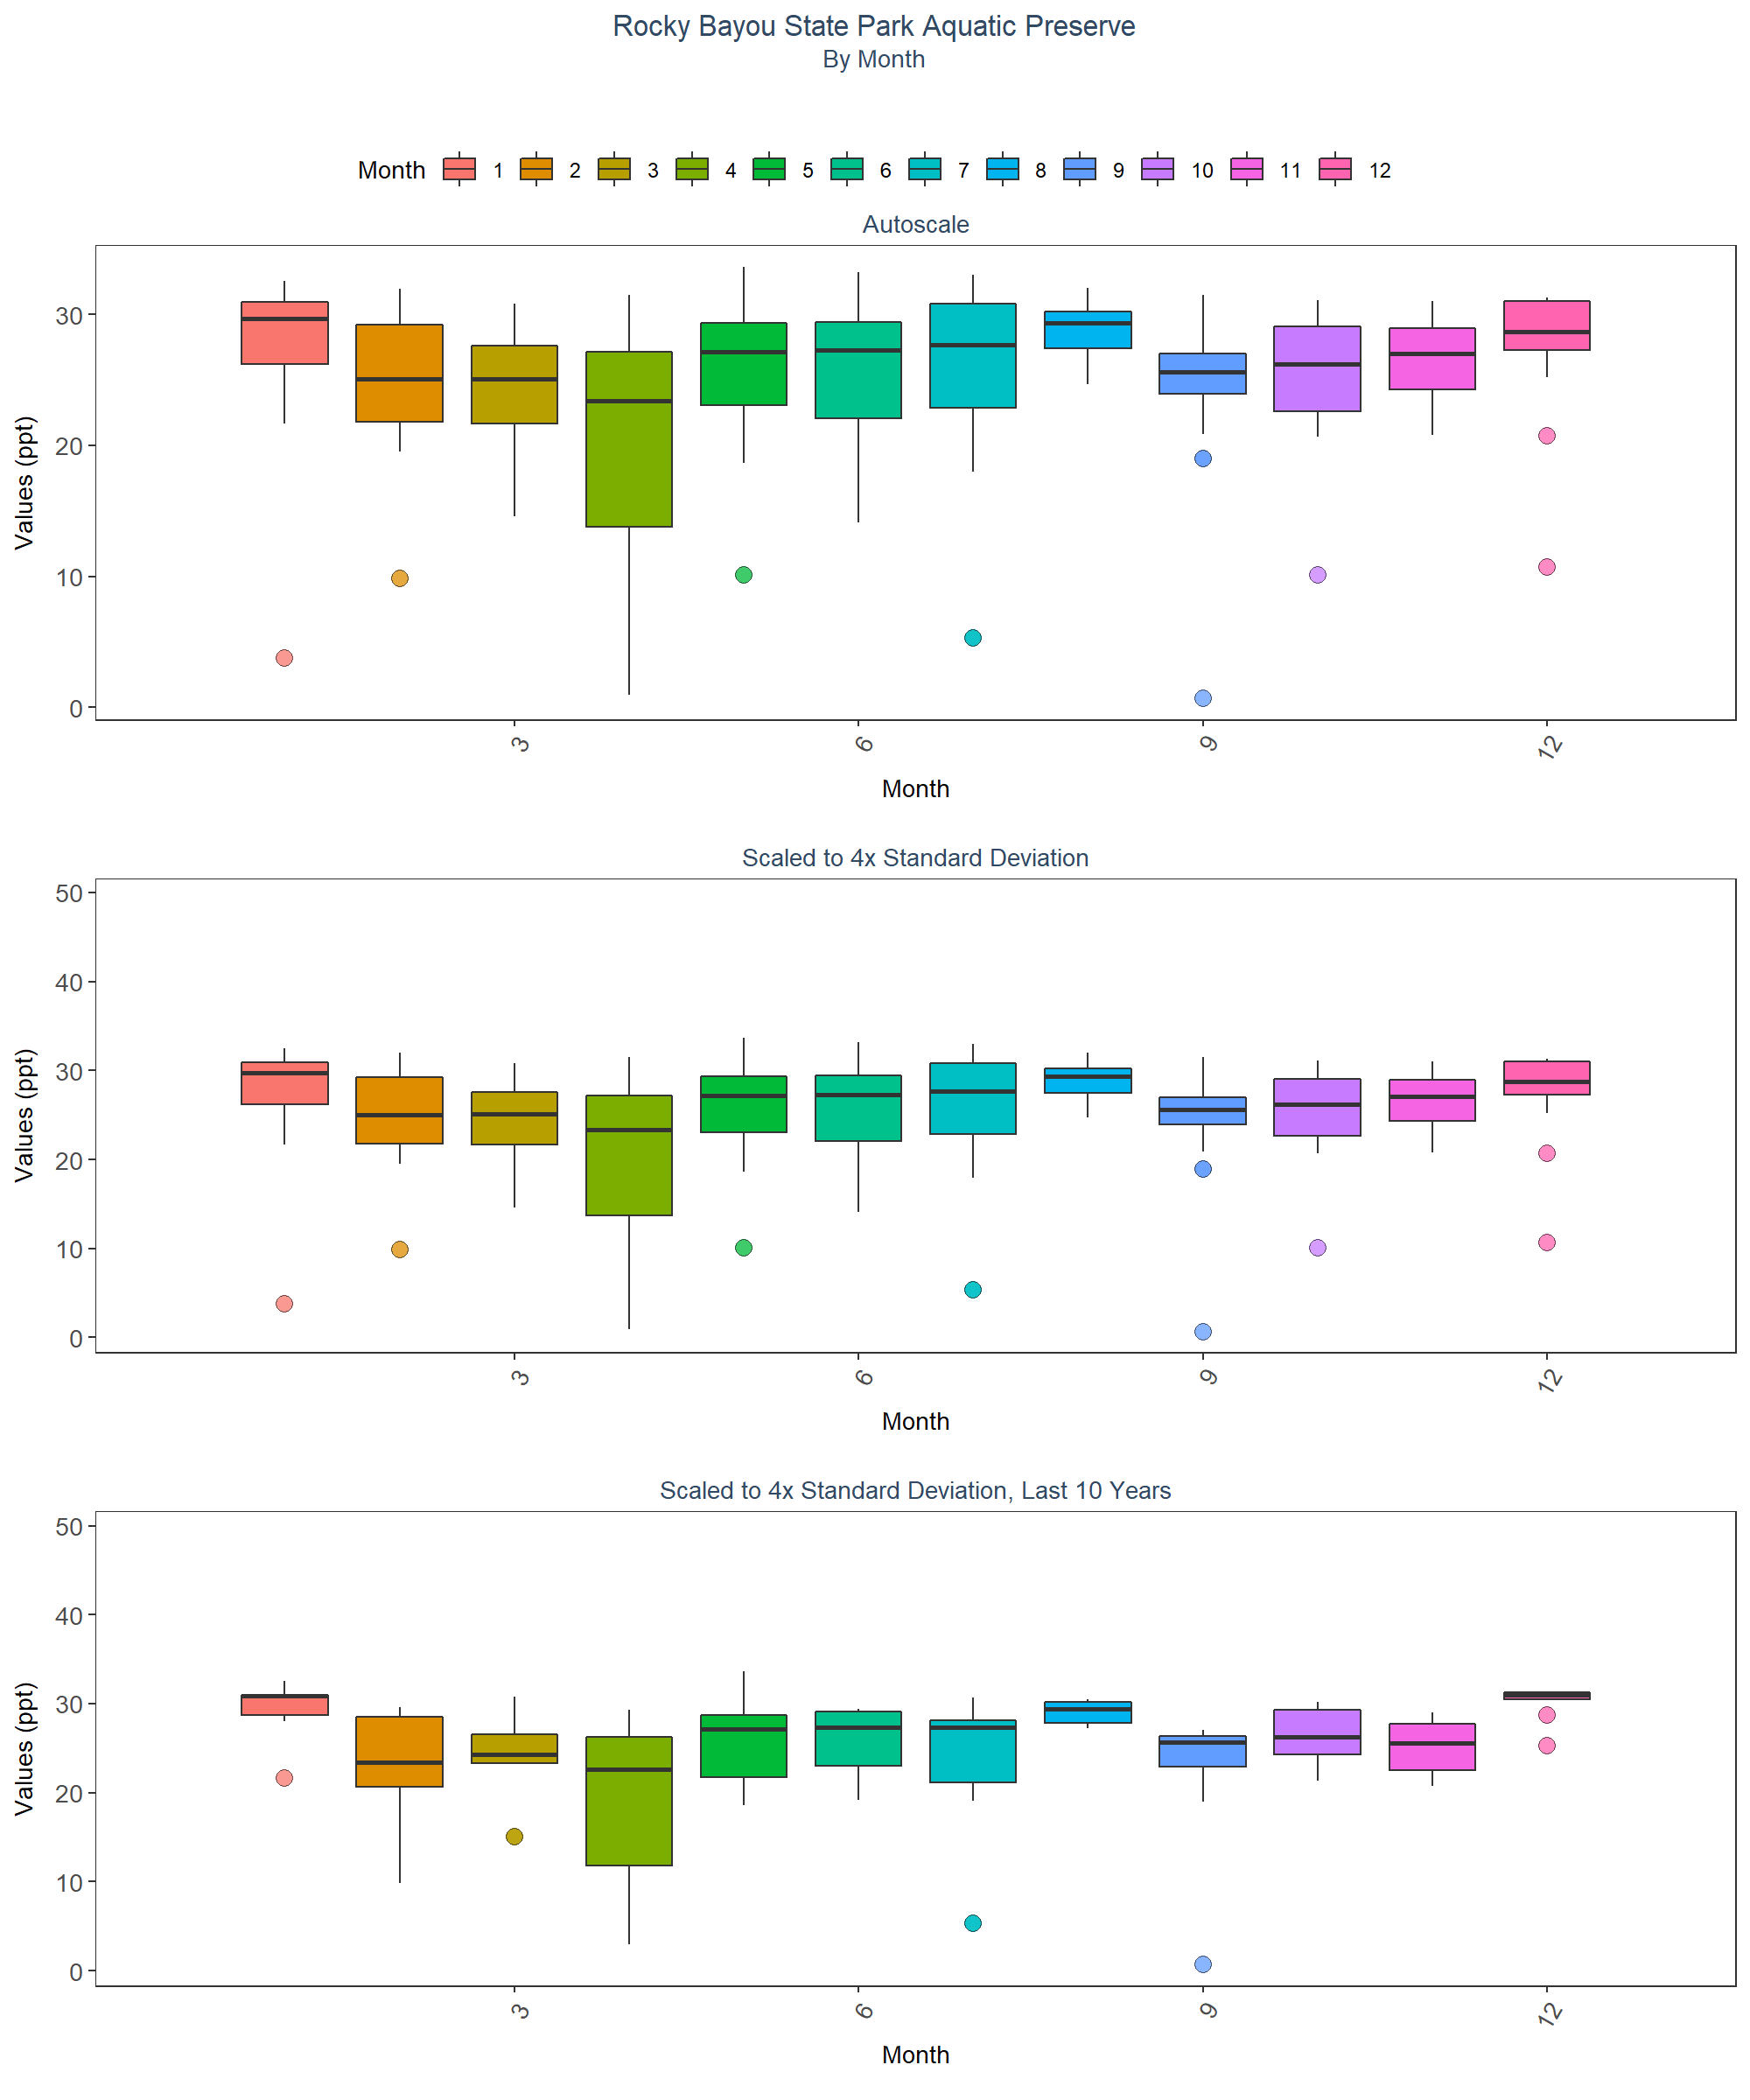 Rocky Bayou State Park Aquatic Preserve
By Month
Month 1 2 3 4 5 6 7 8 9 10 11 12
Autoscale
Values (ppt)
30
20
10
0
3 6 9 12
Month
Scaled to 4x Standard Deviation
Values (ppt)
50
40
30
20
10
0
3 6 9 12
Month
Scaled to 4x Standard Deviation, Last 10 Years
Values (ppt)
50
40
30
20
10
0
3 6 9 12
Month